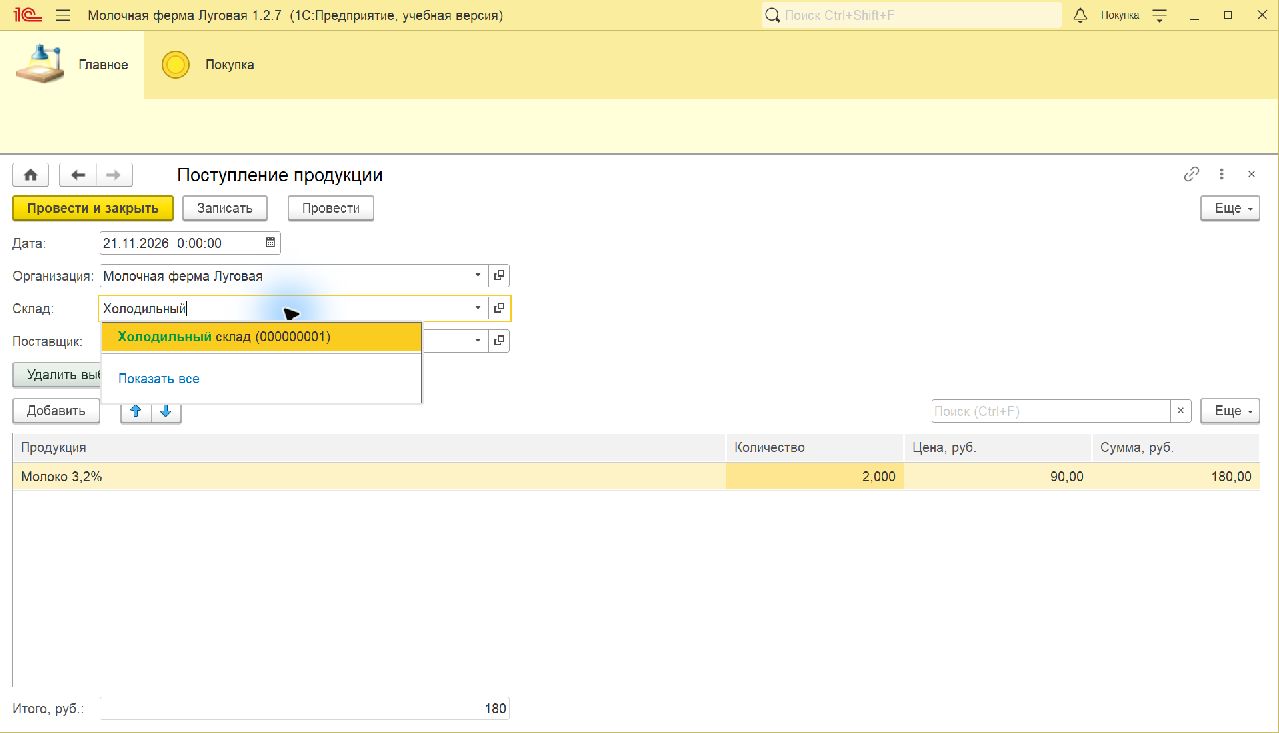 1С Молочная ферма Луговая 1.2.7 (1С:Предприятие, учебная версия) Поиск Ctrl+Shift+F Покупка
Главное Покупка
Поступление продукции
Провести и закрыть Записать Провести Еще
Дата: 21.11.2026 0:00:00
Организация: Молочная ферма Луговая
Склад: Холодильный
Холодильный склад (000000001)
Поставщик:
Показать все
Удалить выб
Добавить Поиск (Ctrl+F) Еще
Продукция Количество Цена, руб. Сумма, руб.
Молоко 3,2% 2,000 90,00 180,00
Итого, руб.: 180